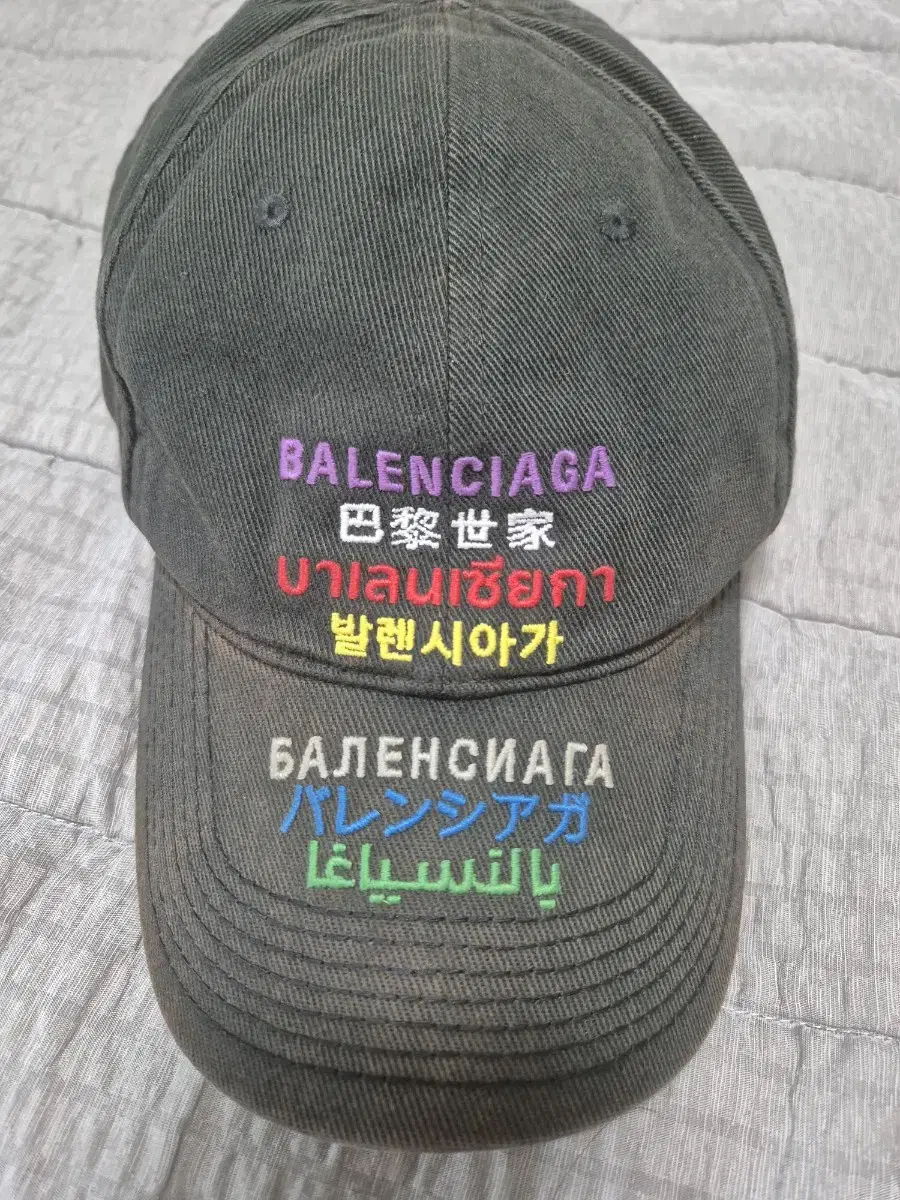 BALENCIAGA
巴黎世家
บาเลนเซียกา
발렌시아가
БАЛЕНСИАГА
バレンシアガ
بالنسياغا